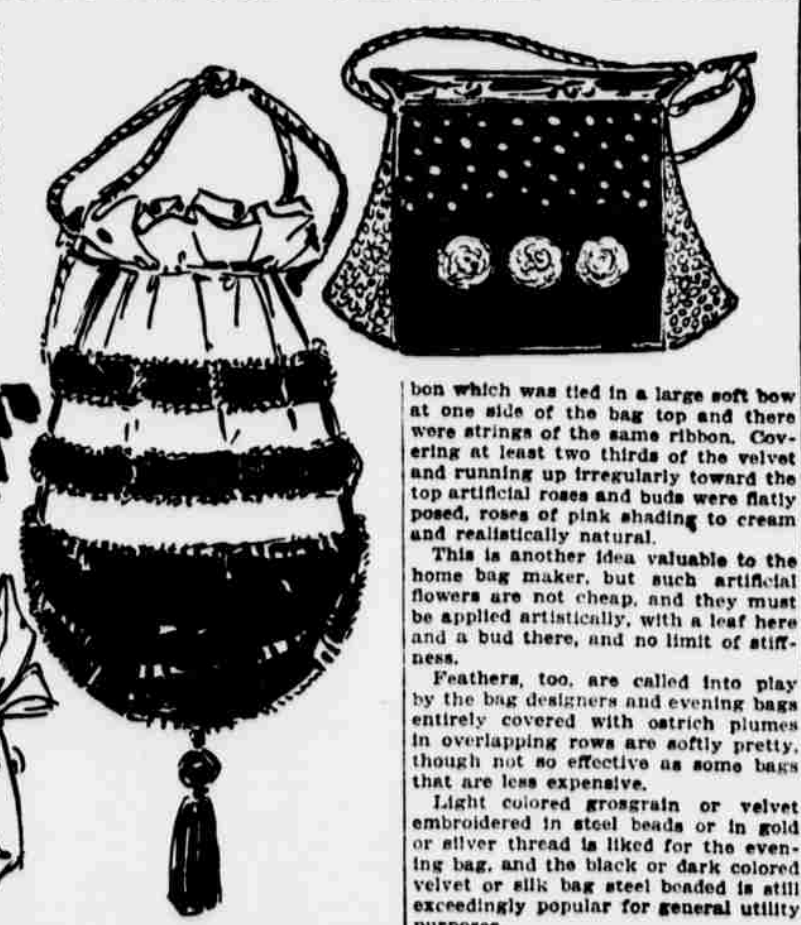 bon which was tied in a large soft bow
at one side of the bag top and there
were strings of the same ribbon. Cov-
ering at least two thirds of the velvet
and running up irregularly toward the
top artificial roses and buds were flatly
posed, roses of pink shading to cream
and realistically natural.
This is another idea valuable to the
home bag maker, but such artificial
flowers are not cheap, and they must
be applied artistically, with a leaf here
and a bud there, and no limit of stiff-
ness.
Feathers, too, are called into play
by the bag designers and evening bags
entirely covered with ostrich plumes
in overlapping rows are softly pretty,
though not so effective as some bags
that are less expensive.
Light colored grosgrain or velvet
embroidered in steel beads or in gold
or silver thread is liked for the even-
ing bag, and the black or dark colored
velvet or silk bag steel beaded is still
exceedingly popular for general utility